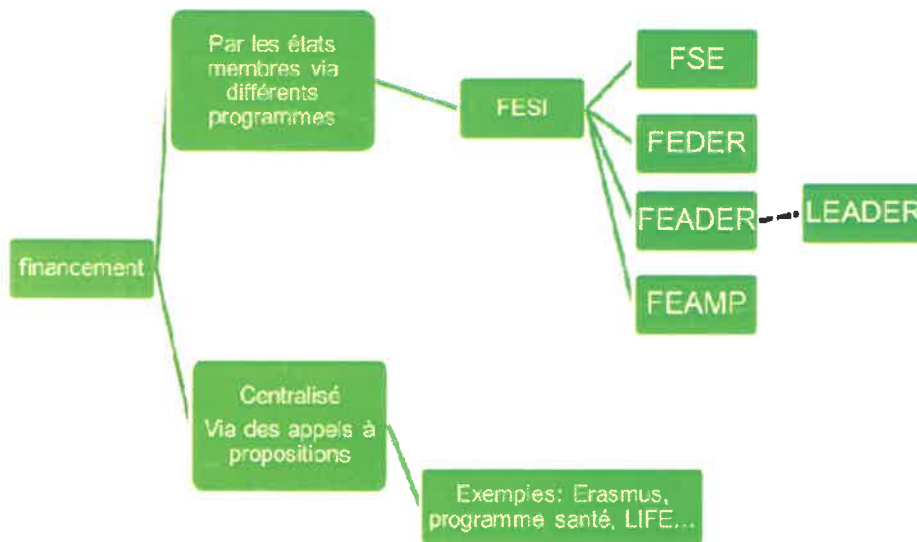 Par les états
membres via
différents
programmes
FESI
FSE
FEDER
FEADER
LEADER
FEAMP
financement
Centralisé
Via des appels à
propositions
Exemples: Erasmus,
programme santé, LIFE...